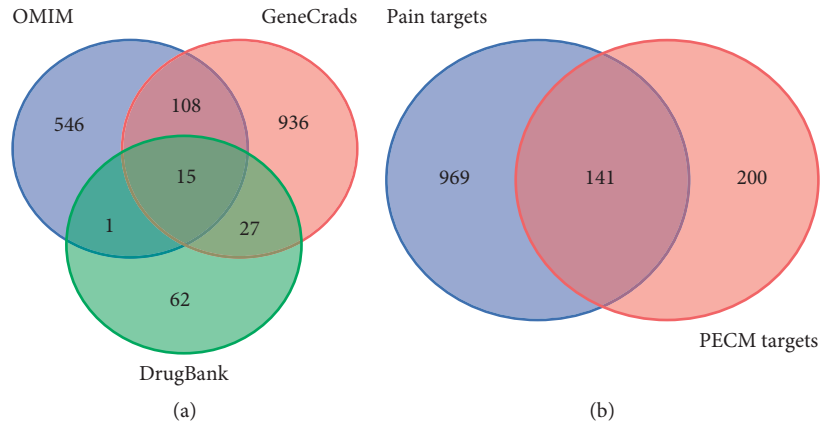 OMIM
GeneCrads
546
108
936
15
1
27
62
DrugBank
(a)
Pain targets
969
141
200
PECM targets
(b)